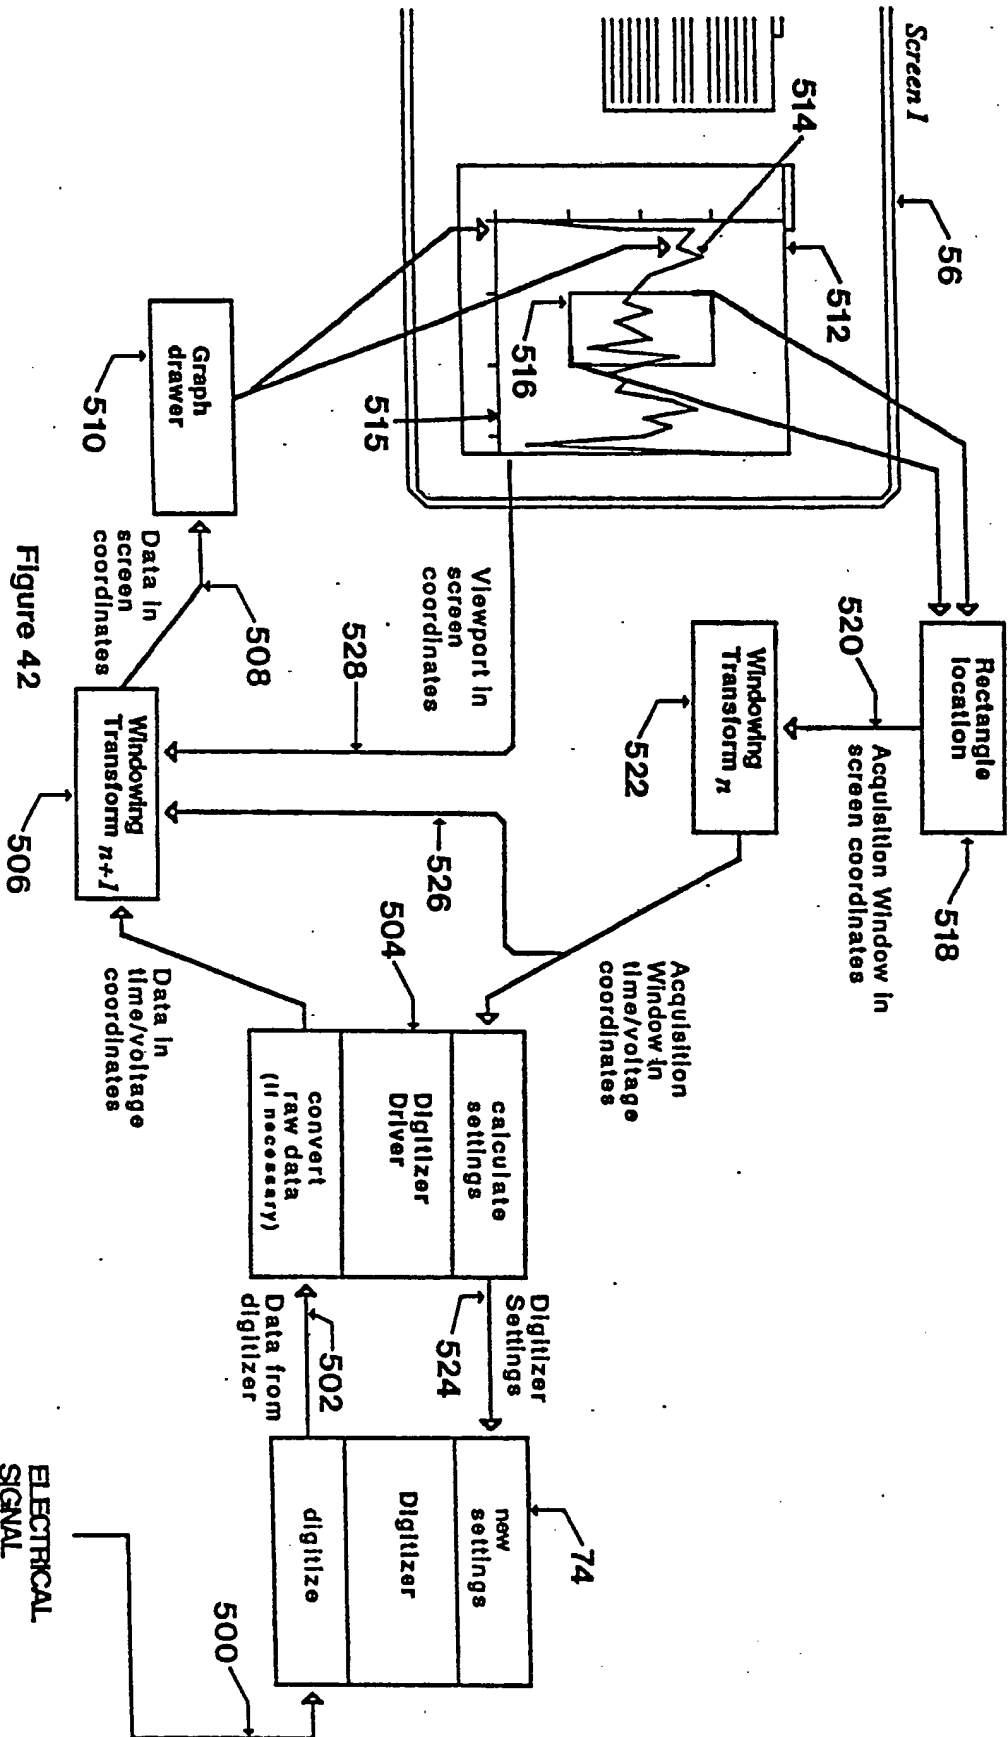 Screen 1
56
514
512
516
515
Graph
drawer
510
Data in
screen
coordinates
508
Viewport in
screen
coordinates
528
Rectangle
location
518
520
Acquisition Window in
screen coordinates
Windowing
Transform n
522
526
Acquisition
Window in
time/voltage
coordinates
Windowing
Transform n+1
506
Data in
time/voltage
coordinates
504
calculate
settings
Digitizer
Driver
convert
raw data
(if necessary)
Digitizer
Settings
524
502
Data from
digitizer
new
settings
Digitizer
digitize
74
500
ELECTRICAL
SIGNAL
Figure 42